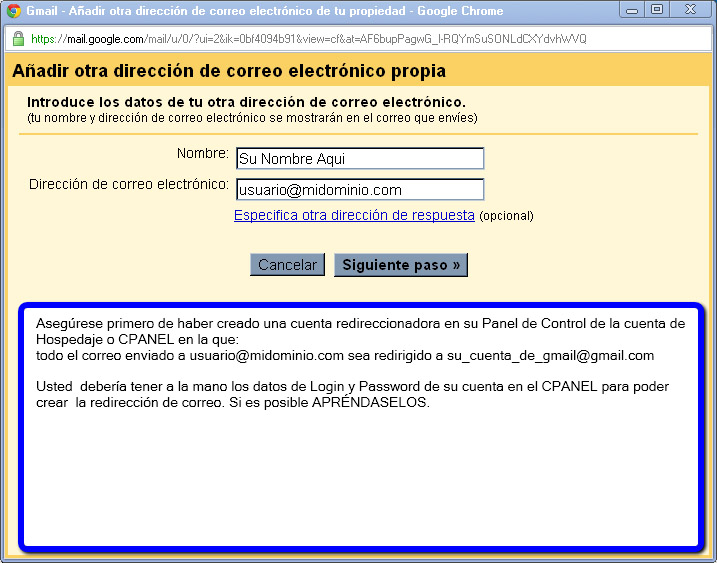 Gmail - Añadir otra dirección de correo electrónico de tu propiedad - Google Chrome
https://mail.google.com/mail/u/0/?ui=2&ik=0bf4094b91&view=cf&at=AF6bupPagwG_l-RQYmSuSONLdCXYdvhWVQ
Añadir otra dirección de correo electrónico propia
Introduce los datos de tu otra dirección de correo electrónico.
(tu nombre y dirección de correo electrónico se mostrarán en el correo que envíes)
Nombre: Su Nombre Aqui
Dirección de correo electrónico: usuario@midominio.com
Especifica otra dirección de respuesta (opcional)
Cancelar Siguiente paso »
Asegúrese primero de haber creado una cuenta redireccionadora en su Panel de Control de la cuenta de
Hospedaje o CPANEL en la que:
todo el correo enviado a usuario@midominio.com sea redirigido a su_cuenta_de_gmail@gmail.com
Usted debería tener a la mano los datos de Login y Password de su cuenta en el CPANEL para poder
crear la redirección de correo. Si es posible APRÉNDASELOS.